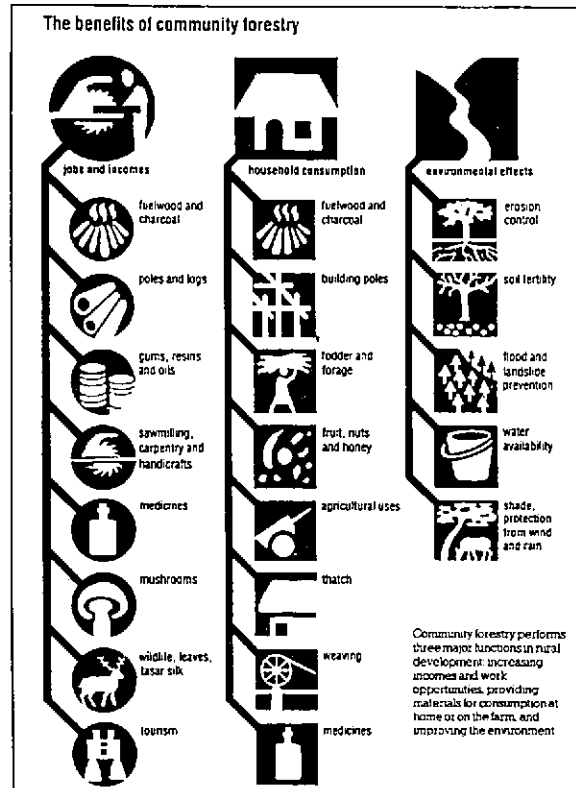 The benefits of community forestry
jobs and incomes
fuelwood and
charcoal
poles and logs
gums, resins
and oils
sawmilling,
carpentry and
handicrafts
medicines
mushrooms
wildlife, leaves,
tasar silk
tourism
household consumption
fuelwood and
charcoal
building poles
fodder and
forage
fruit, nuts
and honey
agricultural uses
thatch
weaving
medicines
environmental effects
erosion
control
soil fertility
flood and
landslide
prevention
water
availability
shade,
protection
from wind
and rain
Community forestry performs
three major functions in rural
development: increasing
incomes and work
opportunities, providing
materials for consumption at
home or on the farm, and
improving the environment